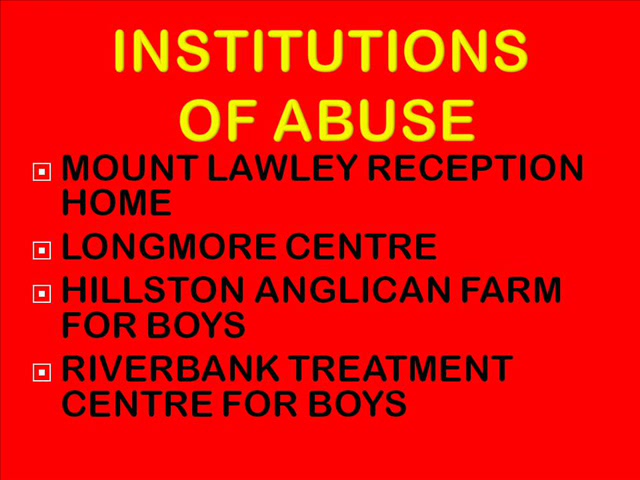 INSTITUTIONS
OF ABUSE
MOUNT LAWLEY RECEPTION
HOME
LONGMORE CENTRE
HILLSTON ANGLICAN FARM
FOR BOYS
RIVERBANK TREATMENT
CENTRE FOR BOYS